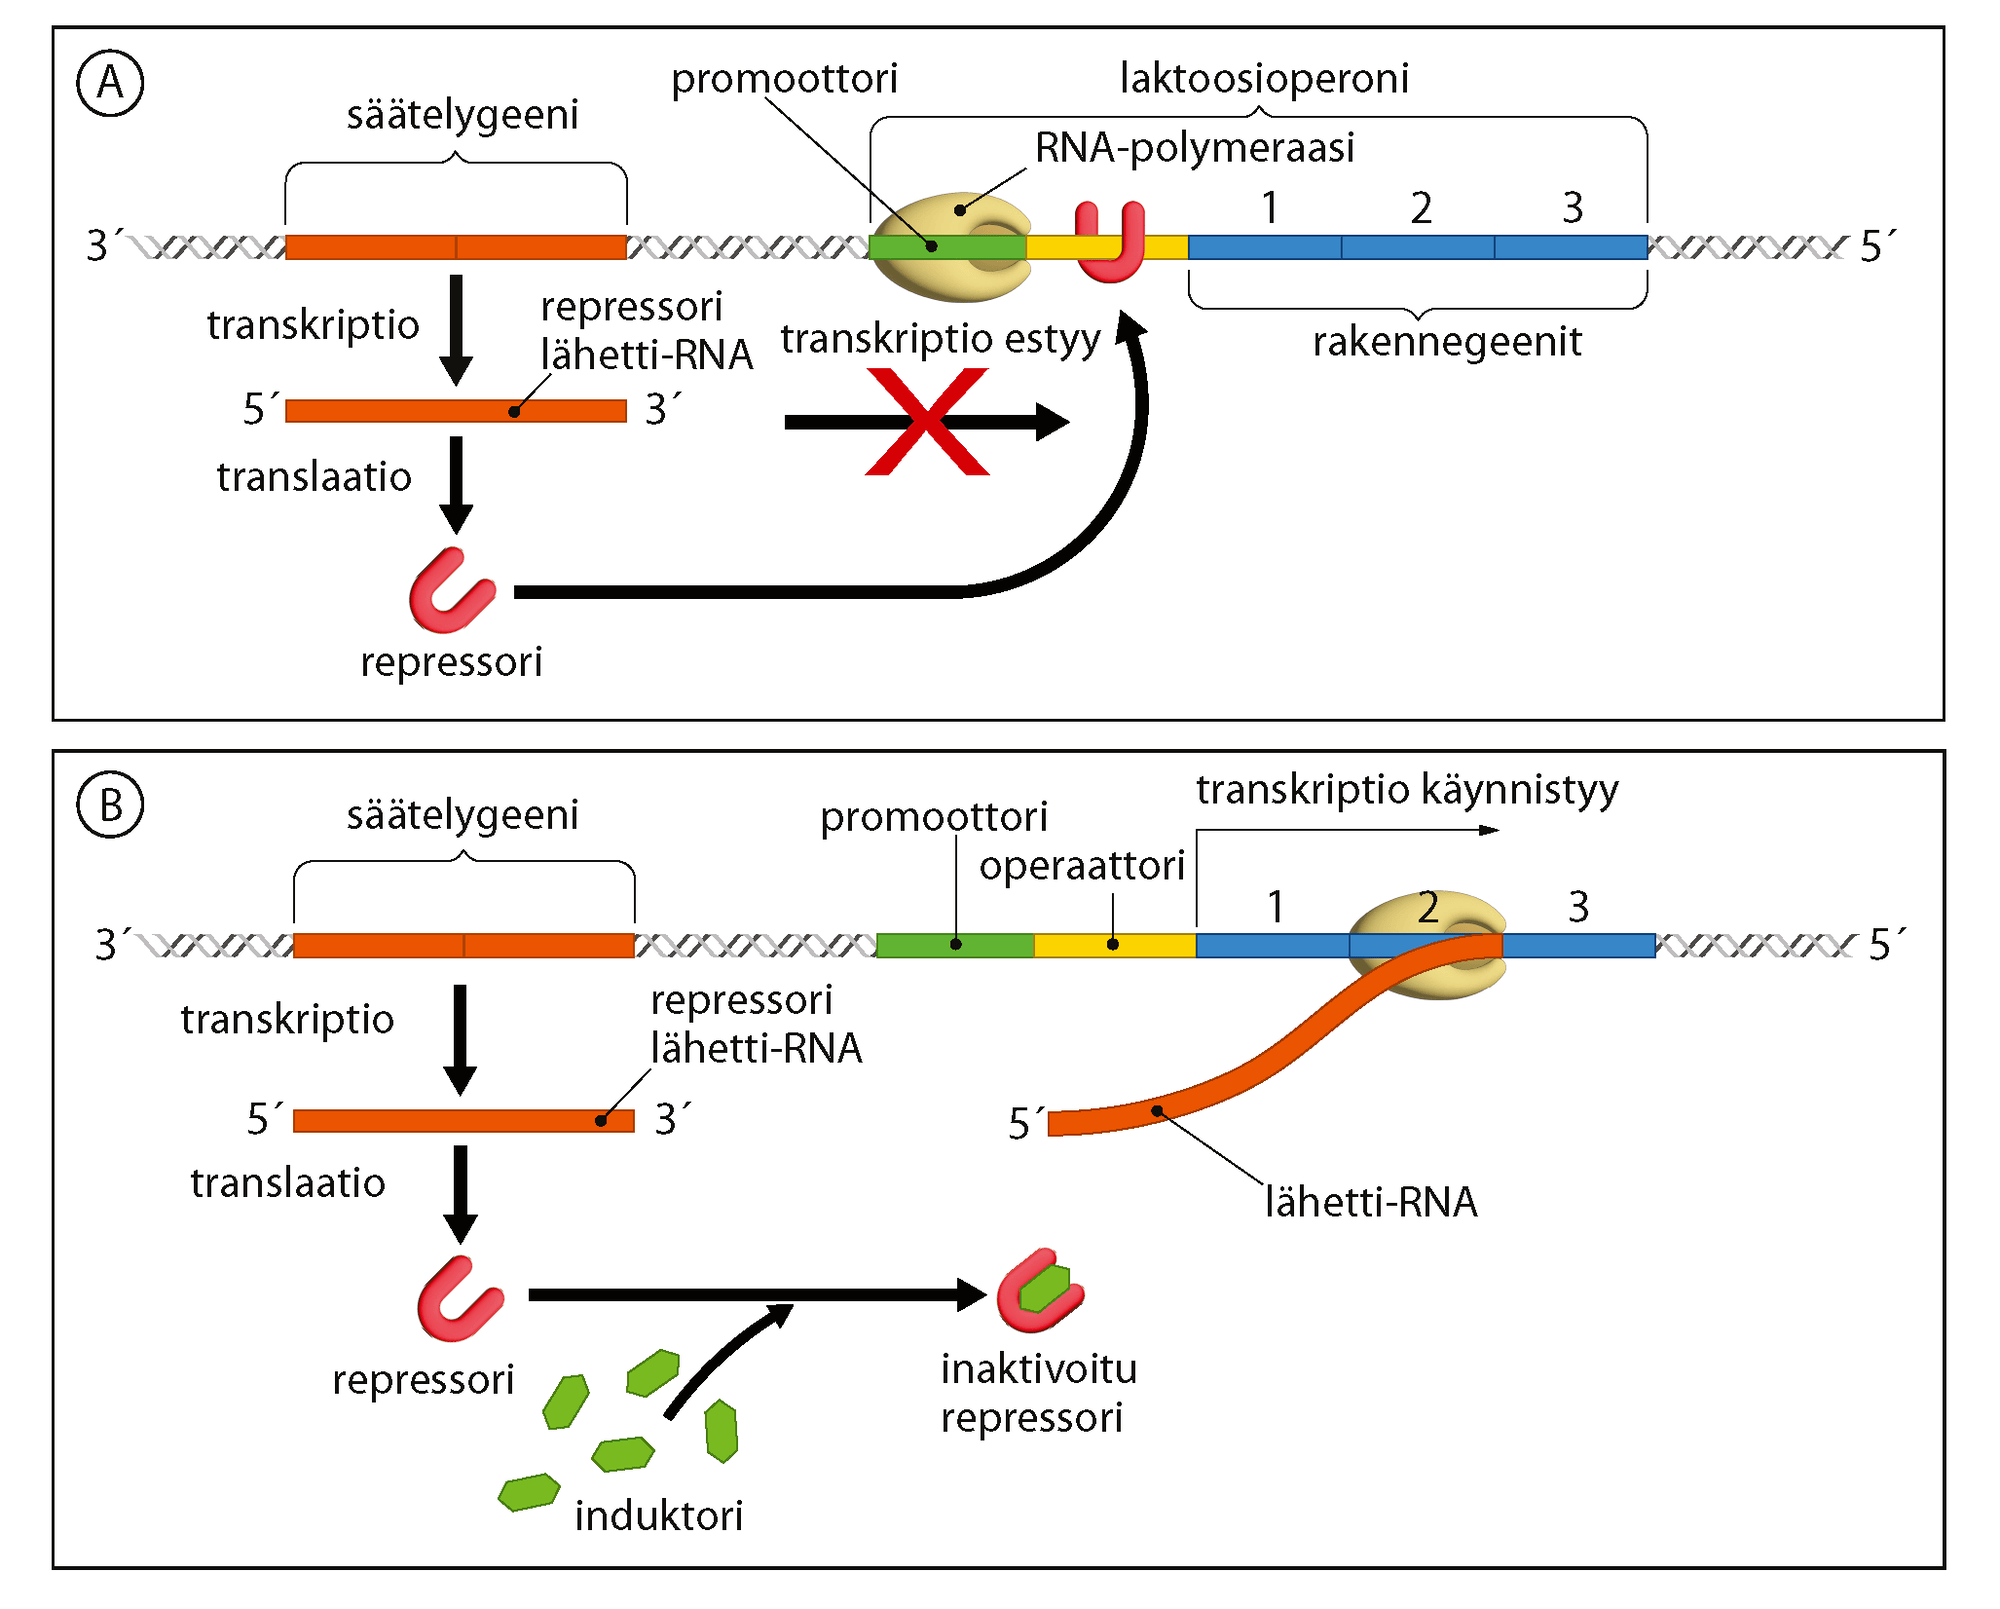 A
säätelygeeni
promoottori
laktoosioperoni
RNA-polymeraasi
1 2 3
3´
5´
transkriptio
repressori
lähetti-RNA
transkriptio estyy
rakennegeenit
5´
3´
translaatio
repressori
B
säätelygeeni
promoottori
operaattori
transkriptio käynnistyy
1 2 3
3´
5´
transkriptio
repressori
lähetti-RNA
5´
3´
5´
translaatio
lähetti-RNA
repressori
inaktivoitu
repressori
induktori